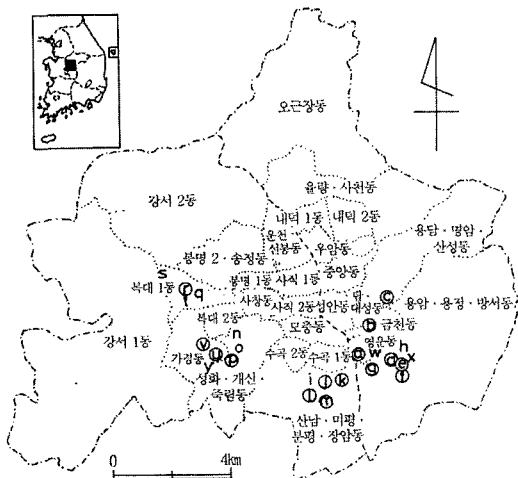 오근장동
율량·사천동
강서 2동
내덕 1동 내덕 2동
운천
신봉동 우암동
용담·명암
산성동
봉명 2·송정동
중앙동
봉명 1동 사직 1동
s
복대 1동
r q
c
사창동
사직 2동 성안동
탑
대성동
용암·용정·방서동
b 금천동
복대 2동
모충동
영운동
강서 1동
n
v
o
가경동
u p
y
수곡 2동 수곡 1동
a w
h
d x
e
g
f
성화·개신
죽림동
i j k
l
m
산남·미평
분평·장암동
0 4km